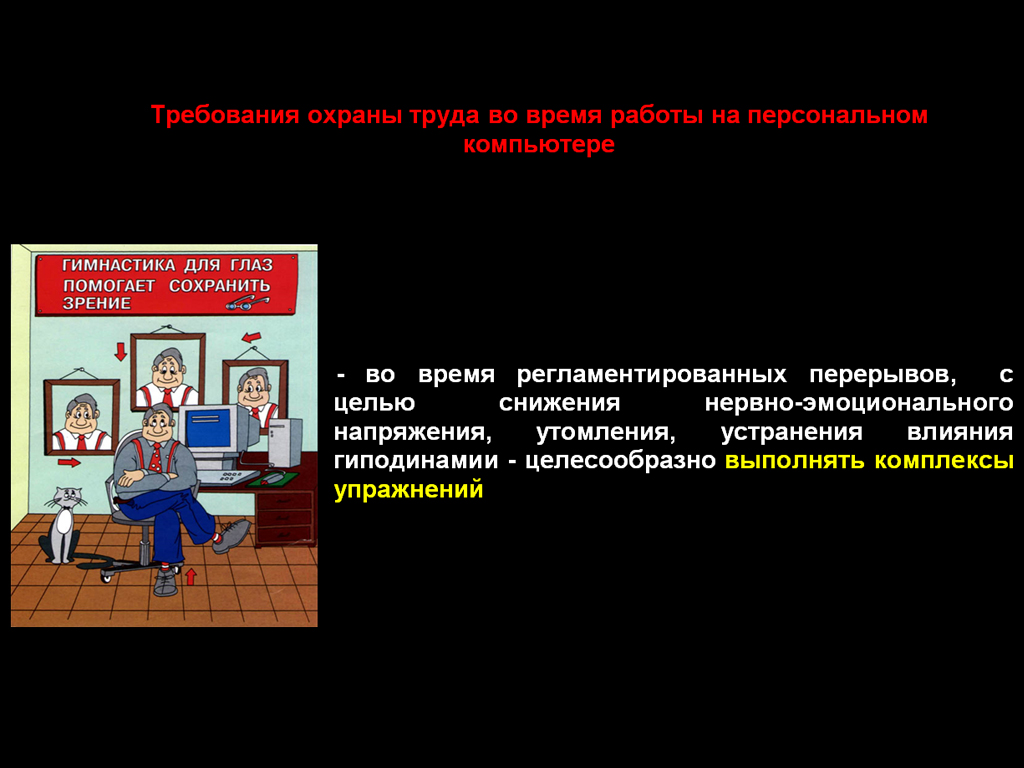 Требования охраны труда во время работы на персональном
компьютере
ГИМНАСТИКА ДЛЯ ГЛАЗ
ПОМОГАЕТ СОХРАНИТЬ
ЗРЕНИЕ
- во время регламентированных перерывов, с
целью снижения нервно-эмоционального
напряжения, утомления, устранения влияния
гиподинамии - целесообразно выполнять комплексы
упражнений